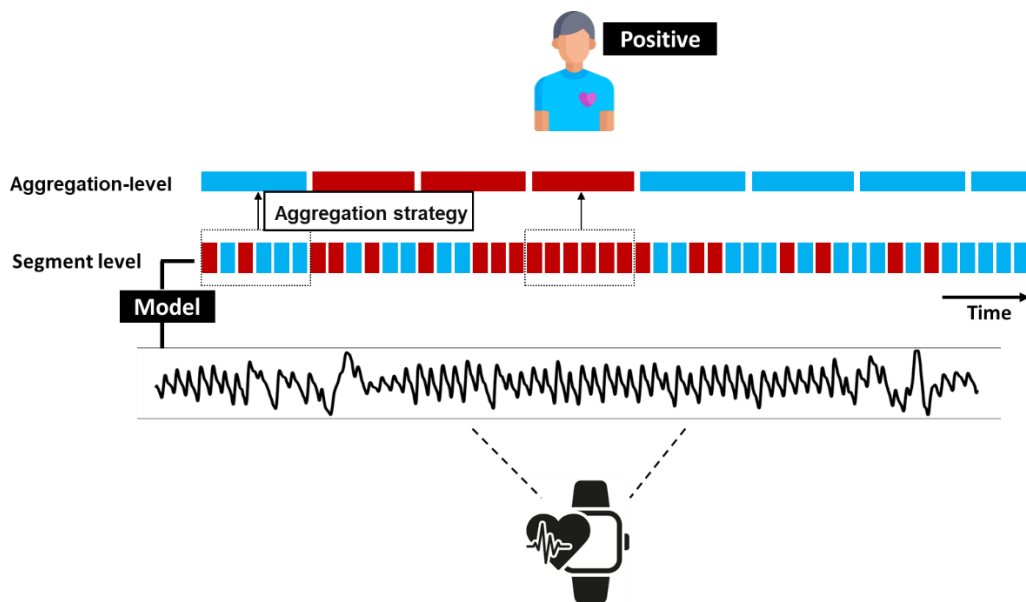 Positive
Aggregation-level
Aggregation strategy
Segment level
Model
Time